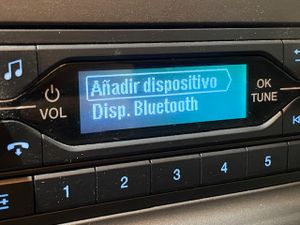 Añadir dispositivo
Disp. Bluetooth
VOL
OK
TUNE
1
2
3
4
5